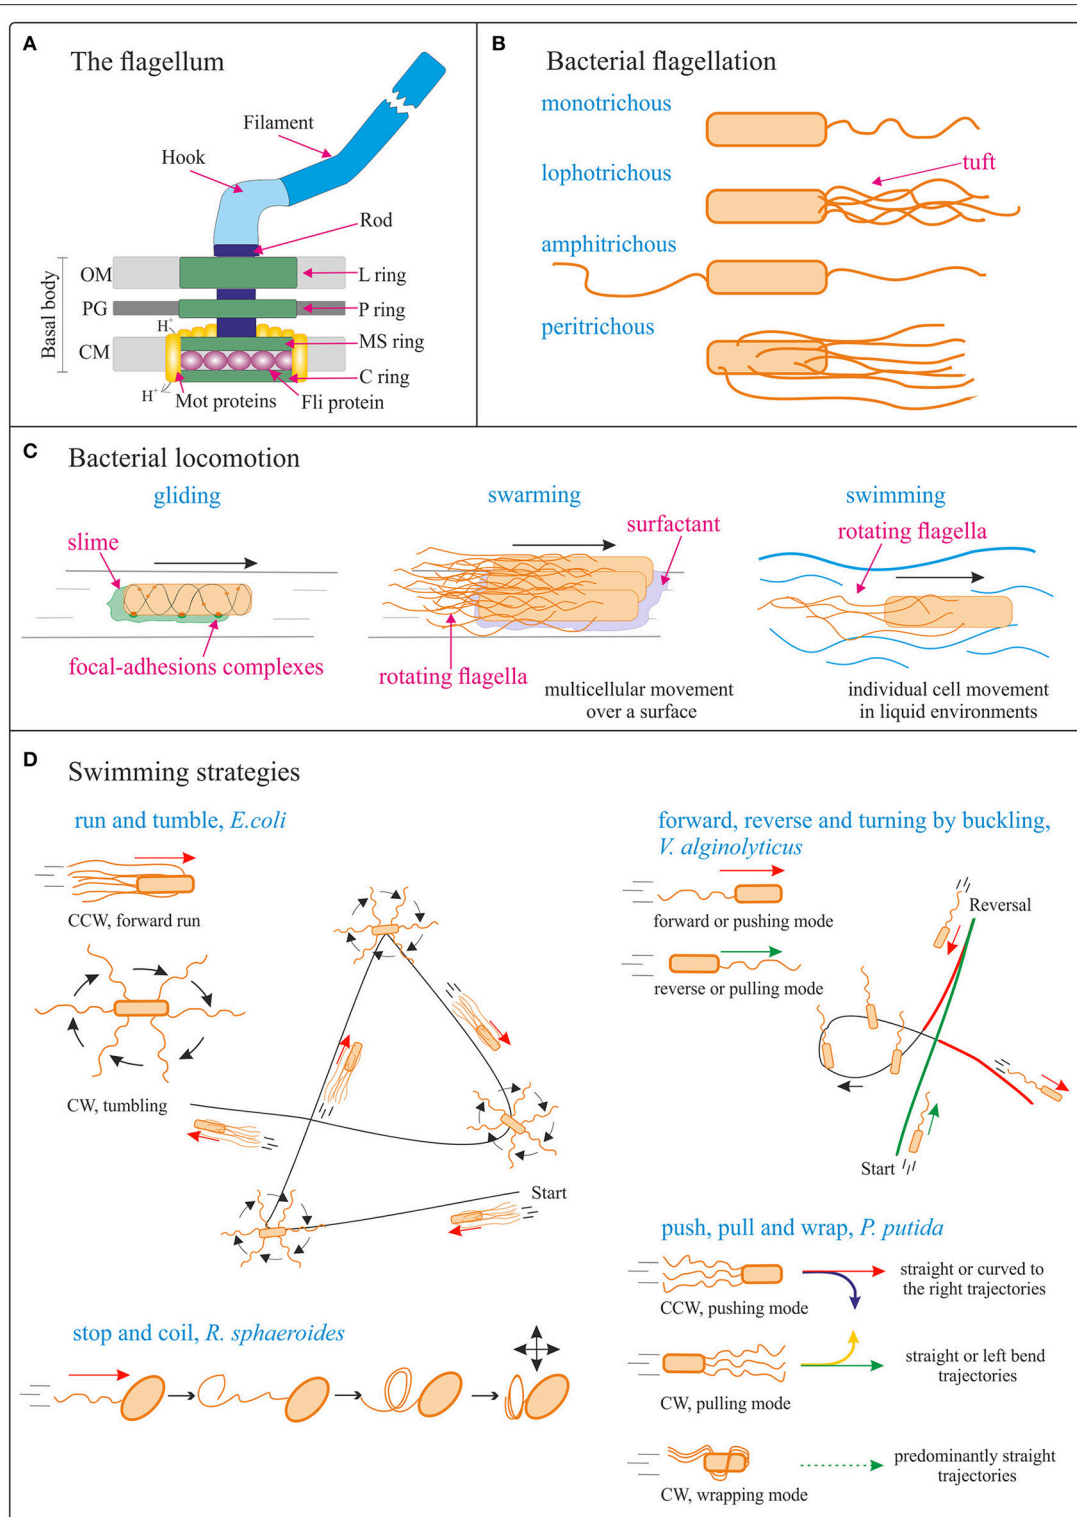 A
The flagellum
Filament
Hook
Rod
Basal body
OM
L ring
PG
P ring
H+
MS ring
CM
C ring
H+
Mot proteins
Fli protein
B
Bacterial flagellation
monotrichous
tuft
lophotrichous
amphitrichous
peritrichous
C
Bacterial locomotion
gliding
slime
focal-adhesions complexes
swarming
surfactant
rotating flagella
multicellular movement
over a surface
swimming
rotating flagella
individual cell movement
in liquid environments
D
Swimming strategies
run and tumble, E.coli
CCW, forward run
CW, tumbling
Start
forward, reverse and turning by buckling,
V. alginolyticus
forward or pushing mode
reverse or pulling mode
Reversal
Start
stop and coil, R. sphaeroides
push, pull and wrap, P. putida
CCW, pushing mode
straight or curved to
the right trajectories
CW, pulling mode
straight or left bend
trajectories
CW, wrapping mode
predominantly straight
trajectories